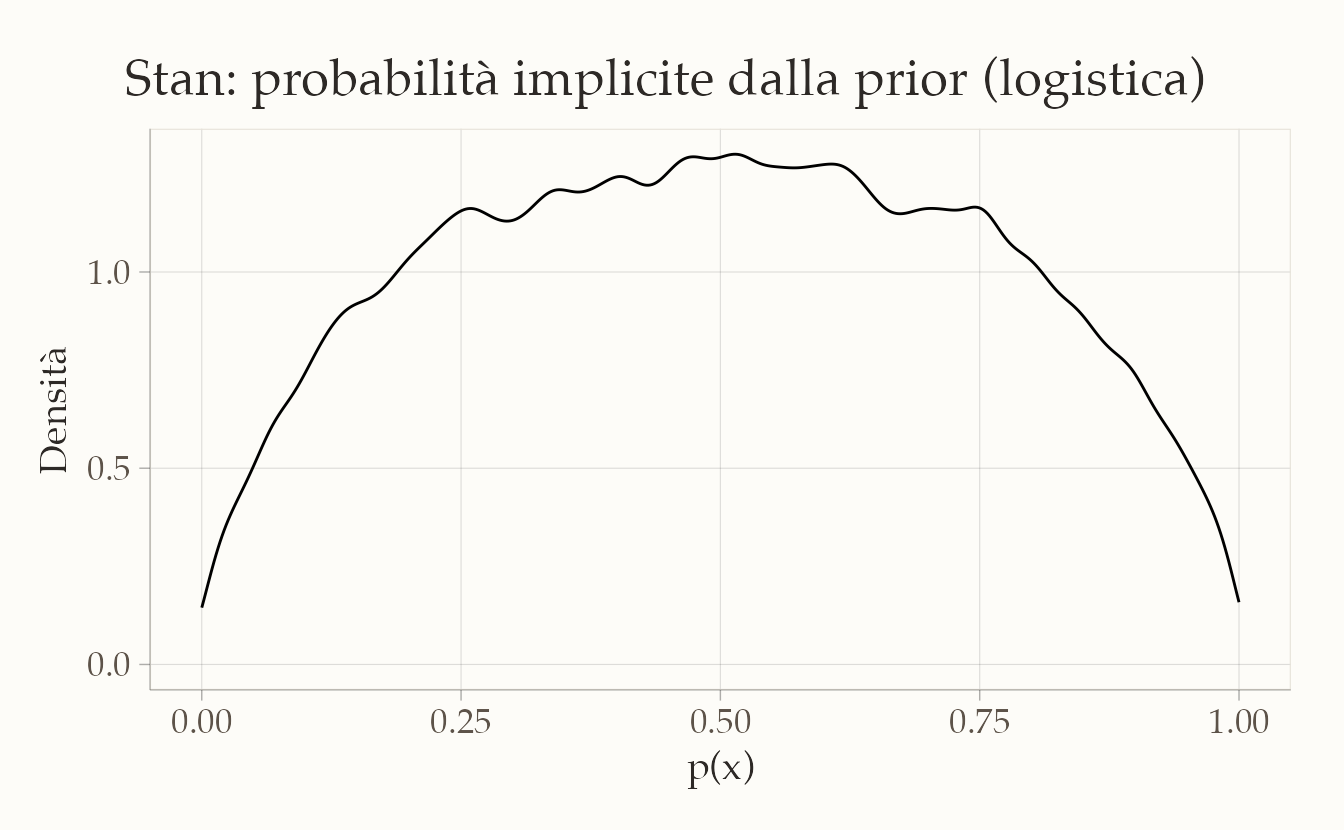 Stan: probabilità implicite dalla prior (logistica)
Densità
1.0
0.5
0.0
0.00 0.25 0.50 0.75 1.00
p(x)